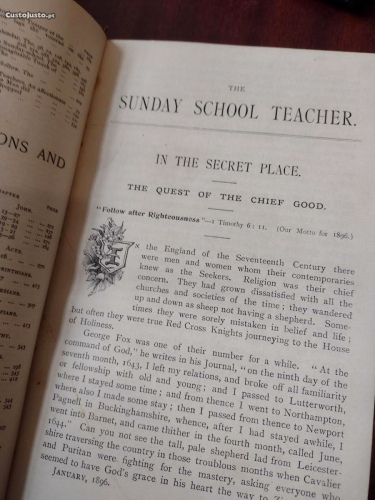 CustoJusto.pt
THE
SUNDAY SCHOOL TEACHER.
IN THE SECRET PLACE.
THE QUEST OF THE CHIEF GOOD.
"Follow after Righteousness"—1 Timothy 6: 11. (Our Motto for 1896.)
IN the England of the Seventeenth Century there
were men and women whom their contemporaries
knew as the Seekers. Religion was their chief
concern. They had grown dissatisfied with all the
churches and societies of the time; they wandered
up and down as sheep not having a shepherd. Some-
times they were sorely mistaken in belief and life;
but often they were true Red Cross Knights journeying to the House
of Holiness.
George Fox was one of their number for a while. "At the
command of God," he writes in his Journal, "on the ninth day of the
seventh month, 1643, I left my relations, and broke off all familiarity
or fellowship with old and young; and I passed to Lutterworth,
where I stayed some time; and from thence I went to Northampton,
where also I made some stay; then I passed from thence to Newport
Pagnell in Buckinghamshire, whence, after I had stayed awhile, I
went into Barnet, and came thither in the fourth month, called June,
1644." Can you not see the tall, pale shepherd lad from Leicester-
shire traversing the country in those troublous months when Cavalier
and Puritan were fighting for the mastery, asking everyone who
seemed to have God's grace in his heart the way to
JANUARY, 1896.
ONS AND
JOHN.
PAGE
ACTS.